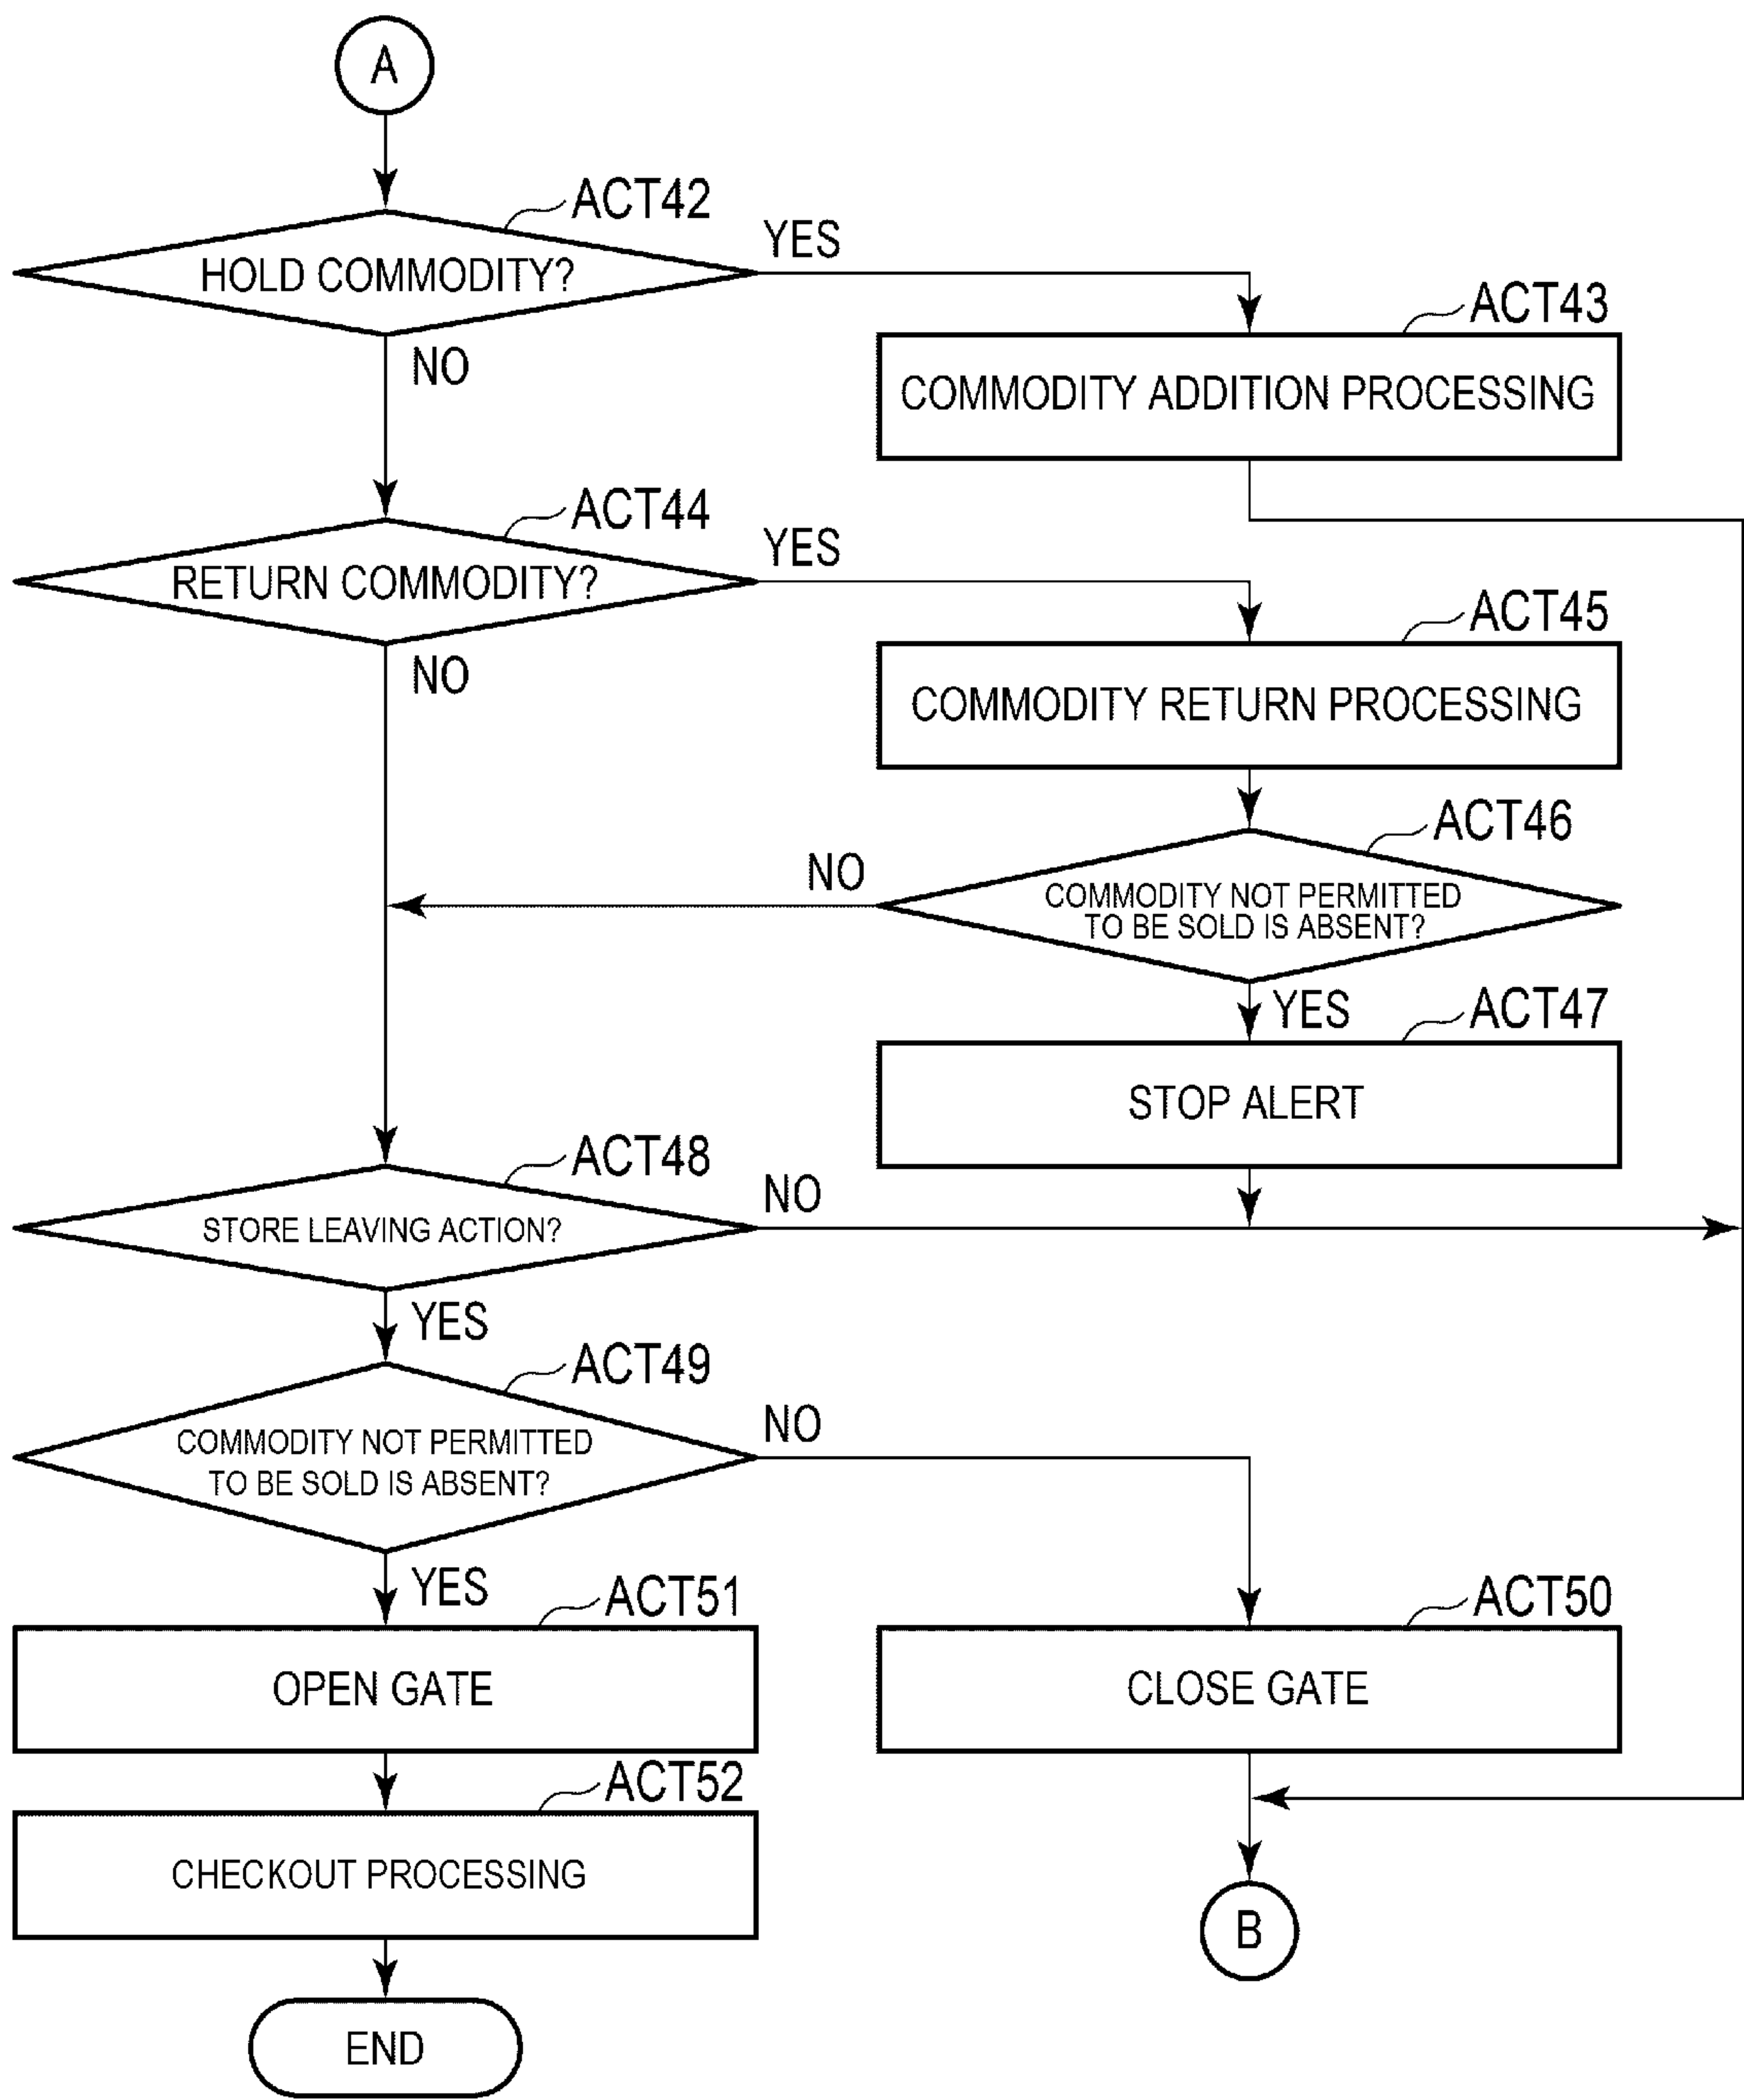 A
ACT42
YES
HOLD COMMODITY?
ACT43
NO
COMMODITY ADDITION PROCESSING
ACT44
YES
RETURN COMMODITY?
ACT45
NO
COMMODITY RETURN PROCESSING
ACT46
NO
COMMODITY NOT PERMITTED
TO BE SOLD IS ABSENT?
YES
ACT47
STOP ALERT
ACT48
NO
STORE LEAVING ACTION?
YES
ACT49
NO
COMMODITY NOT PERMITTED
TO BE SOLD IS ABSENT?
YES
ACT51
ACT50
OPEN GATE
CLOSE GATE
ACT52
CHECKOUT PROCESSING
B
END